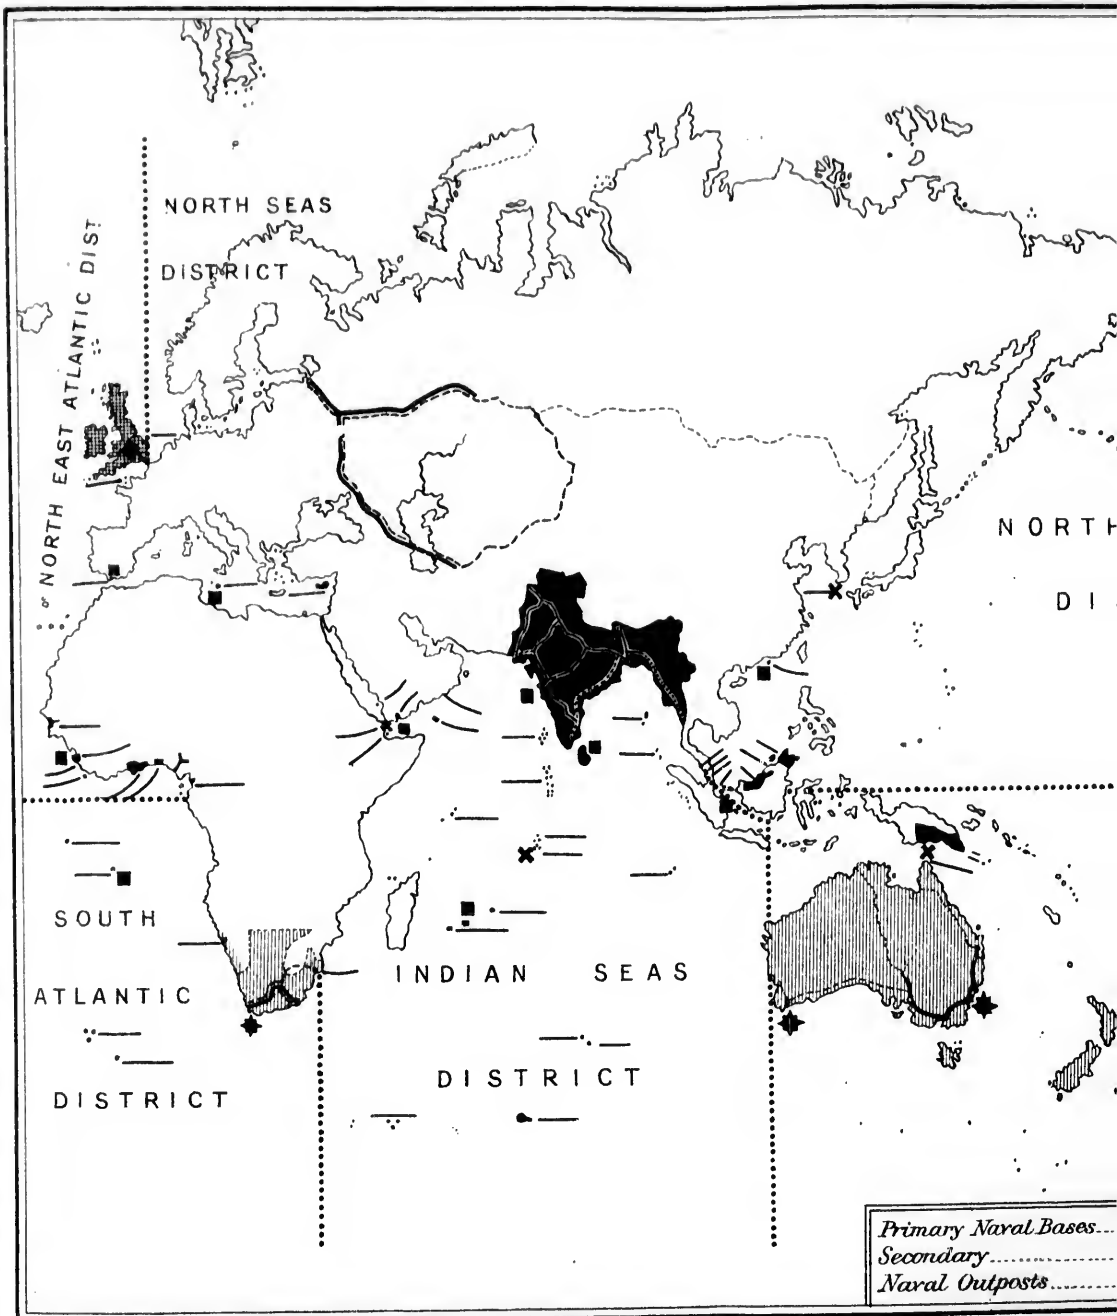 NORTH SEAS
DISTRICT
NORTH EAST ATLANTIC DIST
NORTH
DI
SOUTH
ATLANTIC
DISTRICT
INDIAN SEAS
DISTRICT
Primary Naval Bases
Secondary
Naval Outposts